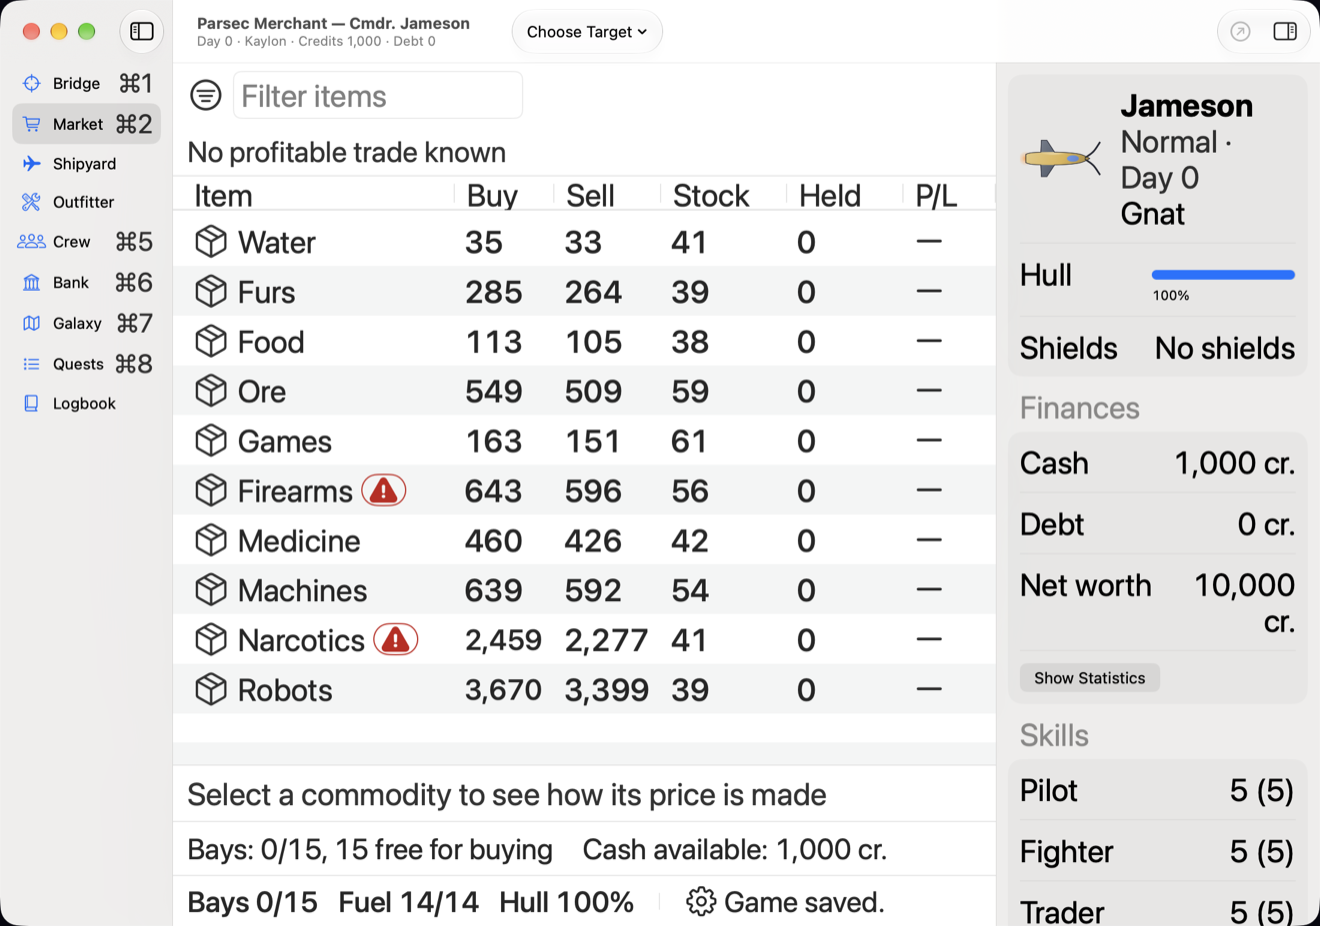 Parsec Merchant — Cmdr. Jameson
Day 0 · Kaylon · Credits 1,000 · Debt 0
Choose Target
Bridge ⌘1
Market ⌘2
Shipyard
Outfitter
Crew ⌘5
Bank ⌘6
Galaxy ⌘7
Quests ⌘8
Logbook
Filter items
No profitable trade known
Item Buy Sell Stock Held P/L
Water 35 33 41 0 —
Furs 285 264 39 0 —
Food 113 105 38 0 —
Ore 549 509 59 0 —
Games 163 151 61 0 —
Firearms 643 596 56 0 —
Medicine 460 426 42 0 —
Machines 639 592 54 0 —
Narcotics 2,459 2,277 41 0 —
Robots 3,670 3,399 39 0 —
Select a commodity to see how its price is made
Bays: 0/15, 15 free for buying Cash available: 1,000 cr.
Bays 0/15 Fuel 14/14 Hull 100% Game saved.
Jameson
Normal ·
Day 0
Gnat
Hull
100%
Shields No shields
Finances
Cash 1,000 cr.
Debt 0 cr.
Net worth 10,000
cr.
Show Statistics
Skills
Pilot 5 (5)
Fighter 5 (5)
Trader 5 (5)